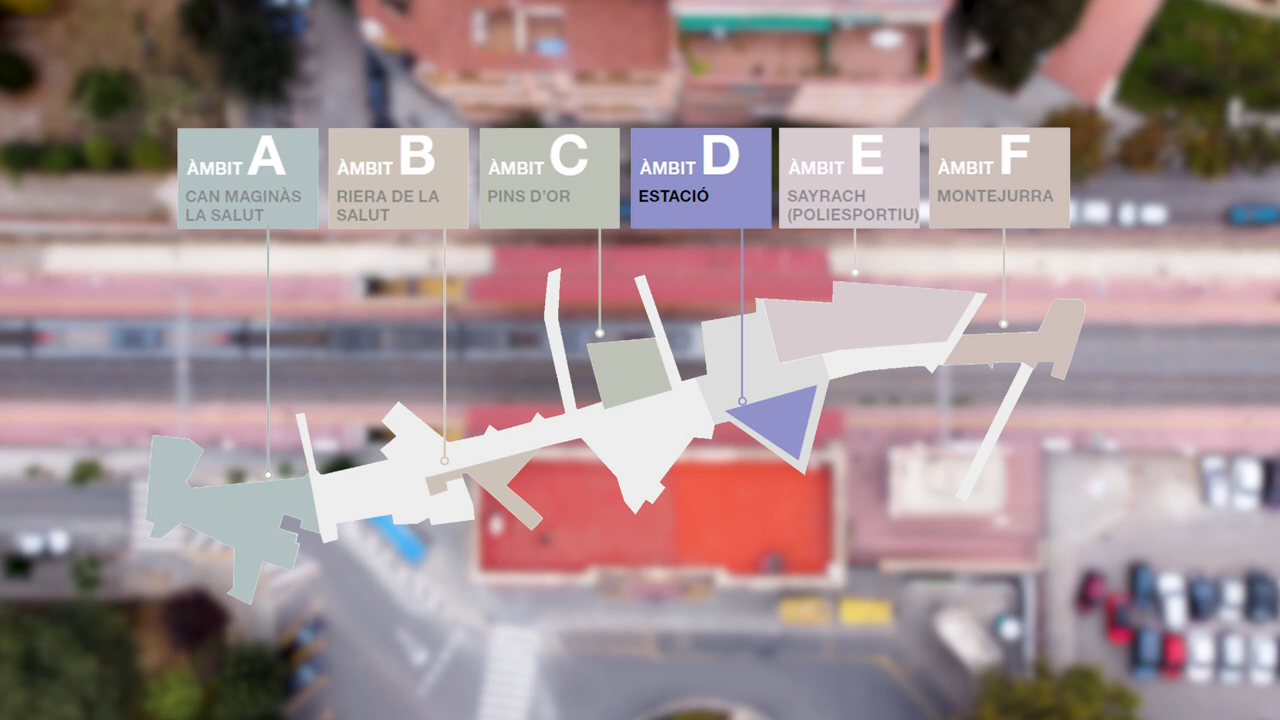 ÀMBIT A
CAN MAGINÀS
LA SALUT
ÀMBIT B
RIERA DE LA
SALUT
ÀMBIT C
PINS D'OR
ÀMBIT D
ESTACIÓ
ÀMBIT E
SAYRACH
(POLIESPORTIU)
ÀMBIT F
MONTEJURRA